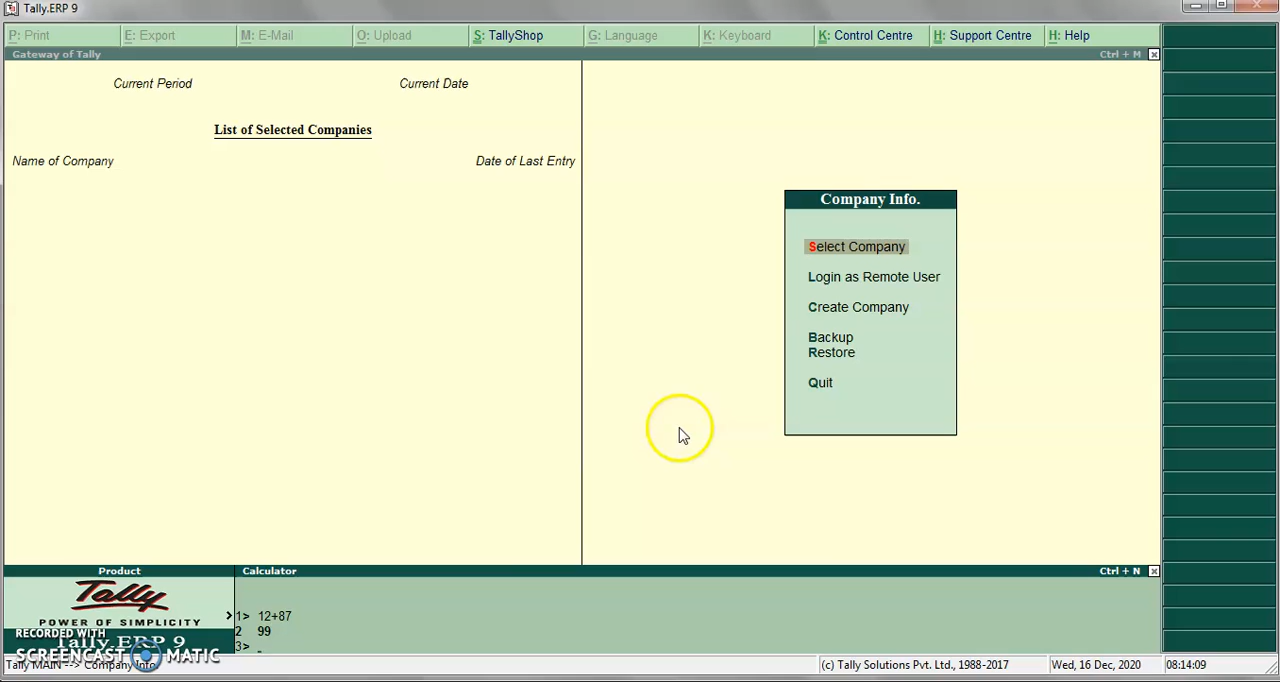 Tally.ERP 9
P: Print E: Export M: E-Mail O: Upload S: TallyShop G: Language K: Keyboard K: Control Centre H: Support Centre H: Help
Gateway of Tally Ctrl + M
Current Period Current Date
List of Selected Companies
Name of Company Date of Last Entry
Company Info.
Select Company
Login as Remote User
Create Company
Backup
Restore
Quit
Product Calculator Ctrl + N
Tally
POWER OF SIMPLICITY
Tally.ERP 9
1> 12+87
2 99
3> _
RECORDED WITH
SCREENCAST MATIC
Tally MAIN --> Company Info. (c) Tally Solutions Pvt. Ltd., 1988-2017 Wed, 16 Dec, 2020 08:14:09